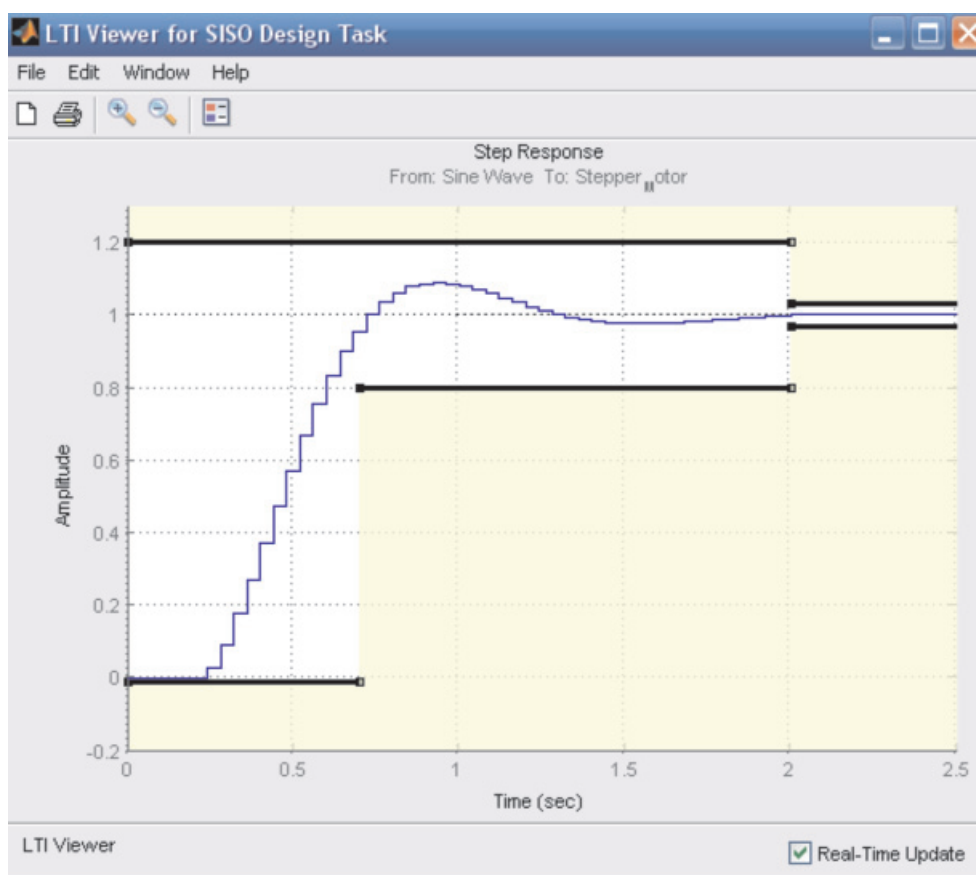 LTI Viewer for SISO Design Task
File Edit Window Help
Step Response
From: Sine Wave To: Stepper_Motor
1.2
1
0.8
0.6
0.4
0.2
0
-0.2
Amplitude
0 0.5 1 1.5 2 2.5
Time (sec)
LTI Viewer
Real-Time Update